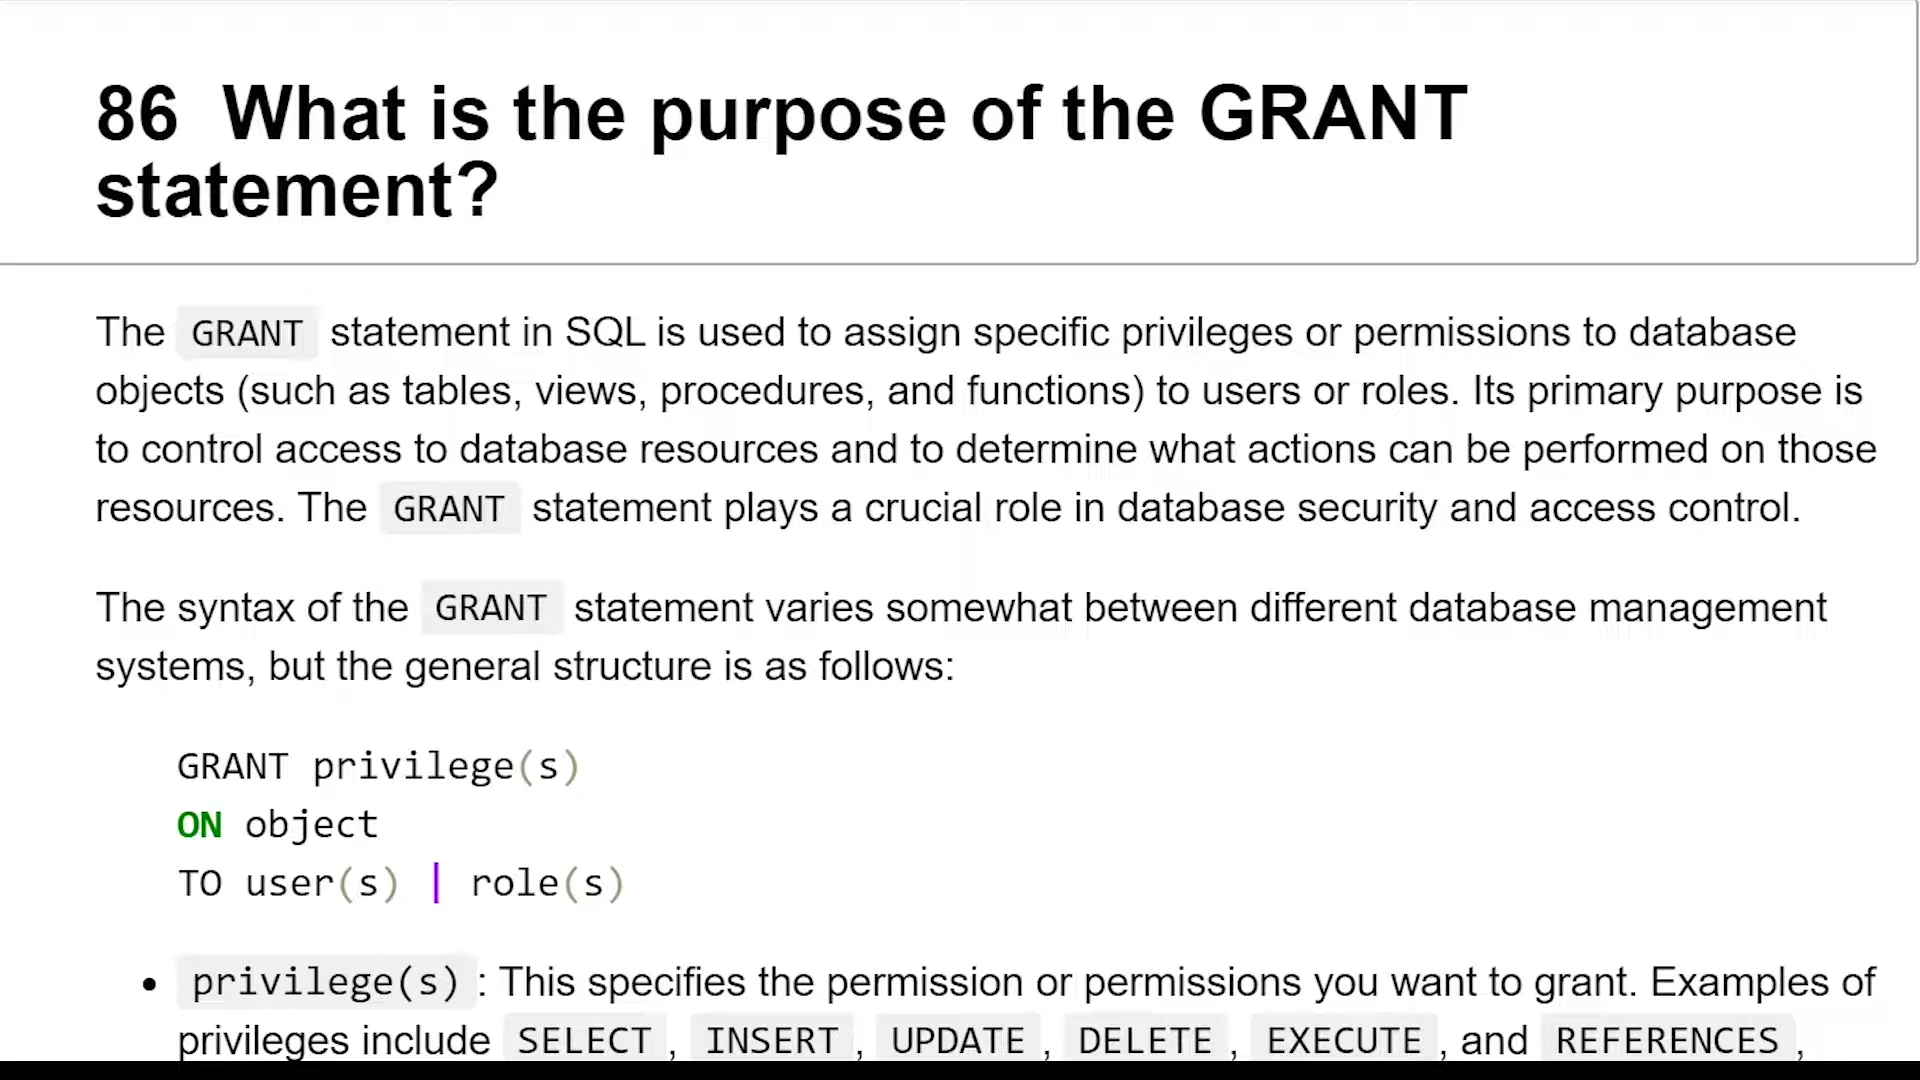 86 What is the purpose of the GRANT
statement?
The GRANT statement in SQL is used to assign specific privileges or permissions to database
objects (such as tables, views, procedures, and functions) to users or roles. Its primary purpose is
to control access to database resources and to determine what actions can be performed on those
resources. The GRANT statement plays a crucial role in database security and access control.
The syntax of the GRANT statement varies somewhat between different database management
systems, but the general structure is as follows:
GRANT privilege(s)
ON object
TO user(s) | role(s)
• privilege(s) : This specifies the permission or permissions you want to grant. Examples of
privileges include SELECT , INSERT , UPDATE , DELETE , EXECUTE , and REFERENCES ,